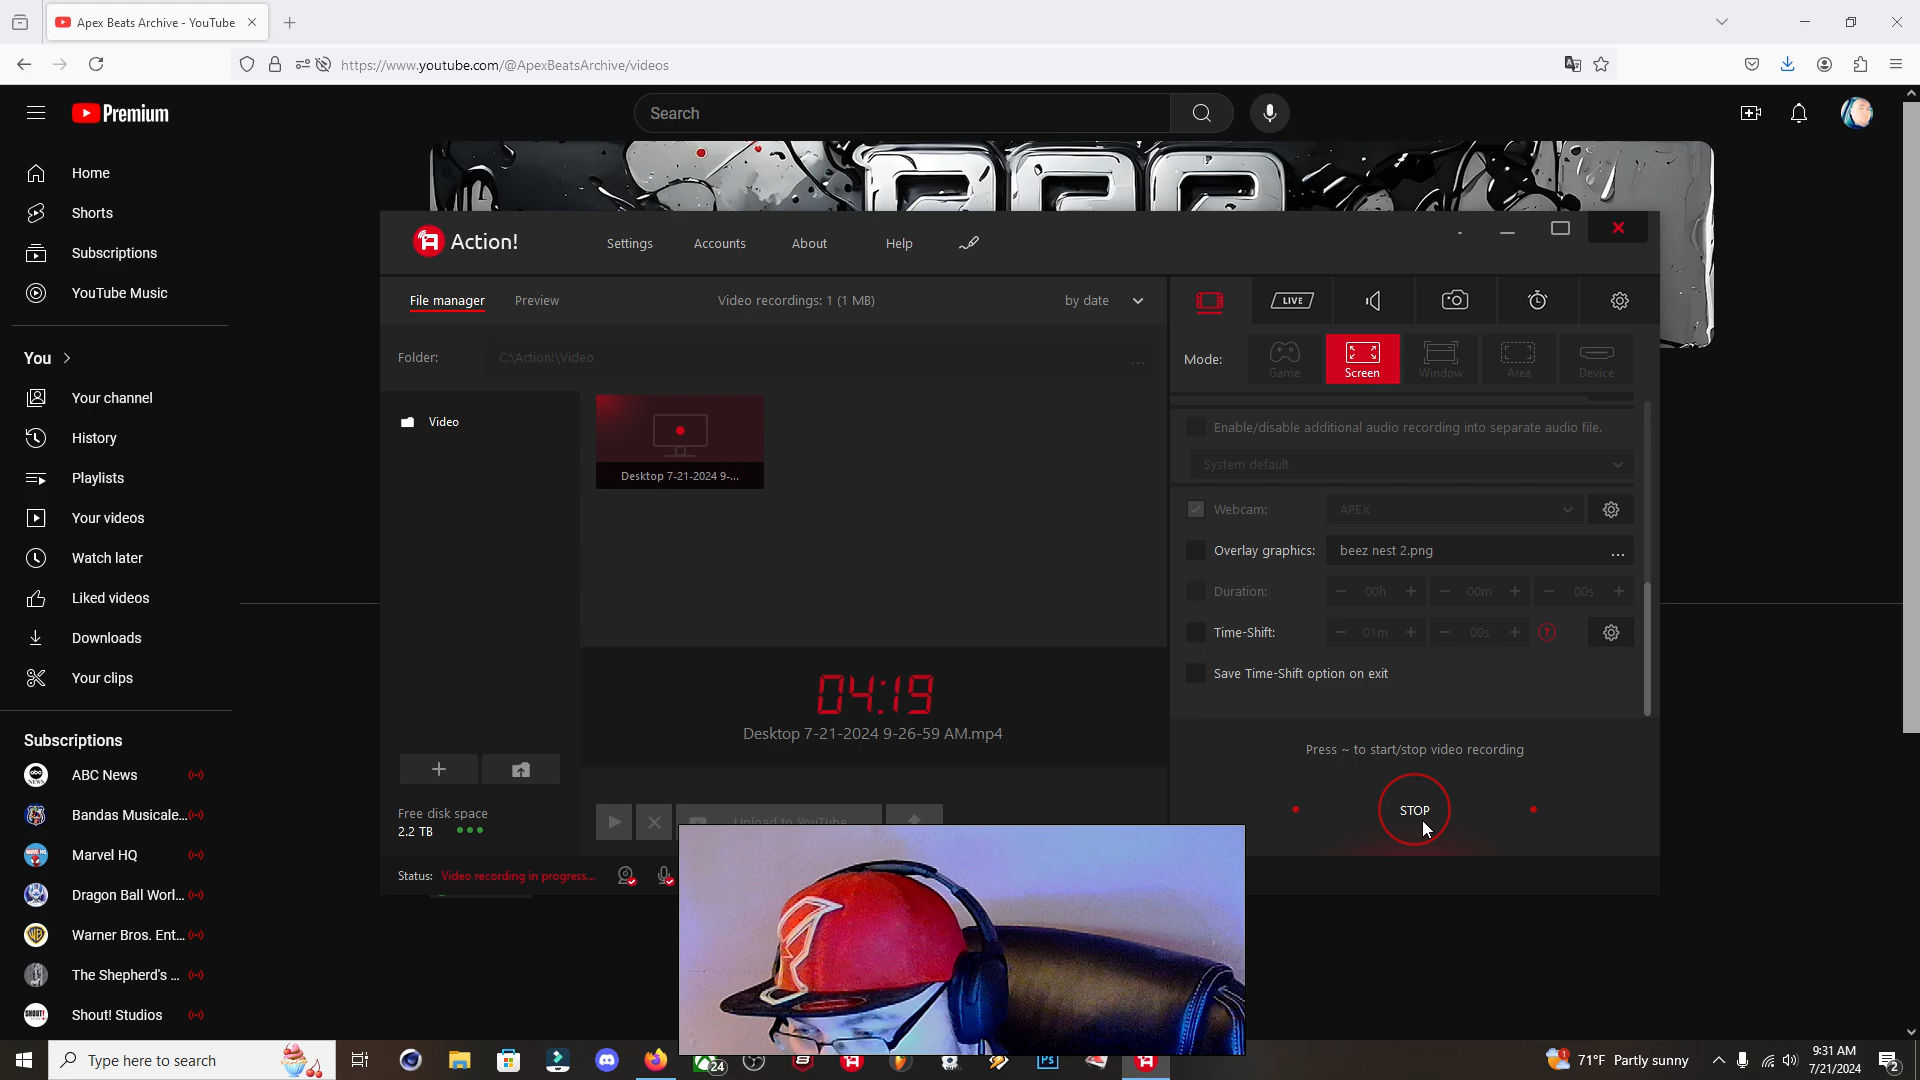 Apex Beats Archive - YouTube
https://www.youtube.com/@ApexBeatsArchive/videos
Premium
Search
Home
Shorts
Subscriptions
YouTube Music
You
Your channel
History
Playlists
Your videos
Watch later
Liked videos
Downloads
Your clips
Subscriptions
ABC News
Bandas Musicale...
Marvel HQ
Dragon Ball Worl...
Warner Bros. Ent...
The Shepherd's ...
Shout! Studios
Action!
Settings
Accounts
About
Help
File manager
Preview
Video recordings: 1 (1 MB)
by date
Folder:
C:\Action!\Video
...
Video
Desktop 7-21-2024 9-...
04:19
Desktop 7-21-2024 9-26-59 AM.mp4
Free disk space
2.2 TB
Upload to YouTube
Status: Video recording in progress...
LIVE
Mode:
Game
Screen
Window
Area
Device
Enable/disable additional audio recording into separate audio file.
System default
Webcam:
APEX
Overlay graphics:
beez nest 2.png
...
Duration:
00h
00m
00s
Time-Shift:
01m
00s
Save Time-Shift option on exit
Press ~ to start/stop video recording
STOP
Type here to search
24
Ps
1
71°F Partly sunny
9:31 AM
7/21/2024
2